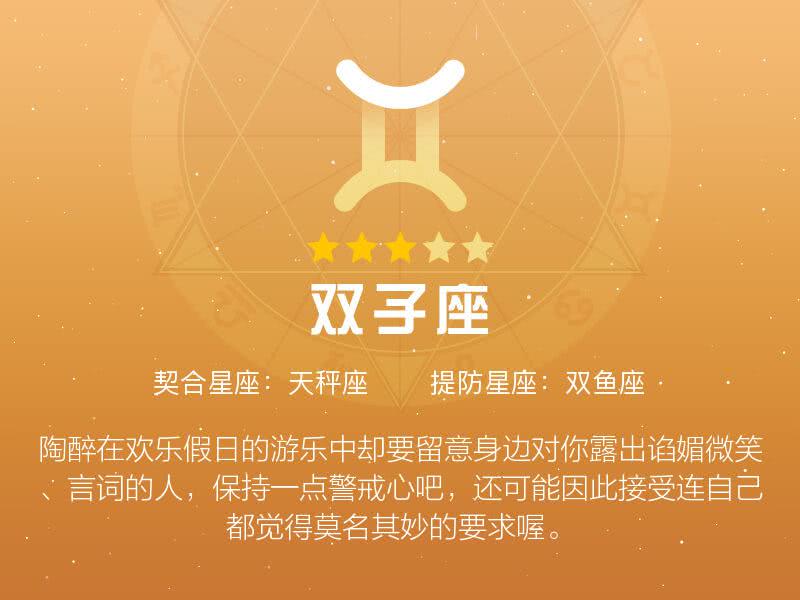 双子座
契合星座：天秤座 提防星座：双鱼座
陶醉在欢乐假日的游乐中却要留意身边对你露出谄媚微笑
、言词的人，保持一点警戒心吧，还可能因此接受连自己
都觉得莫名其妙的要求喔。